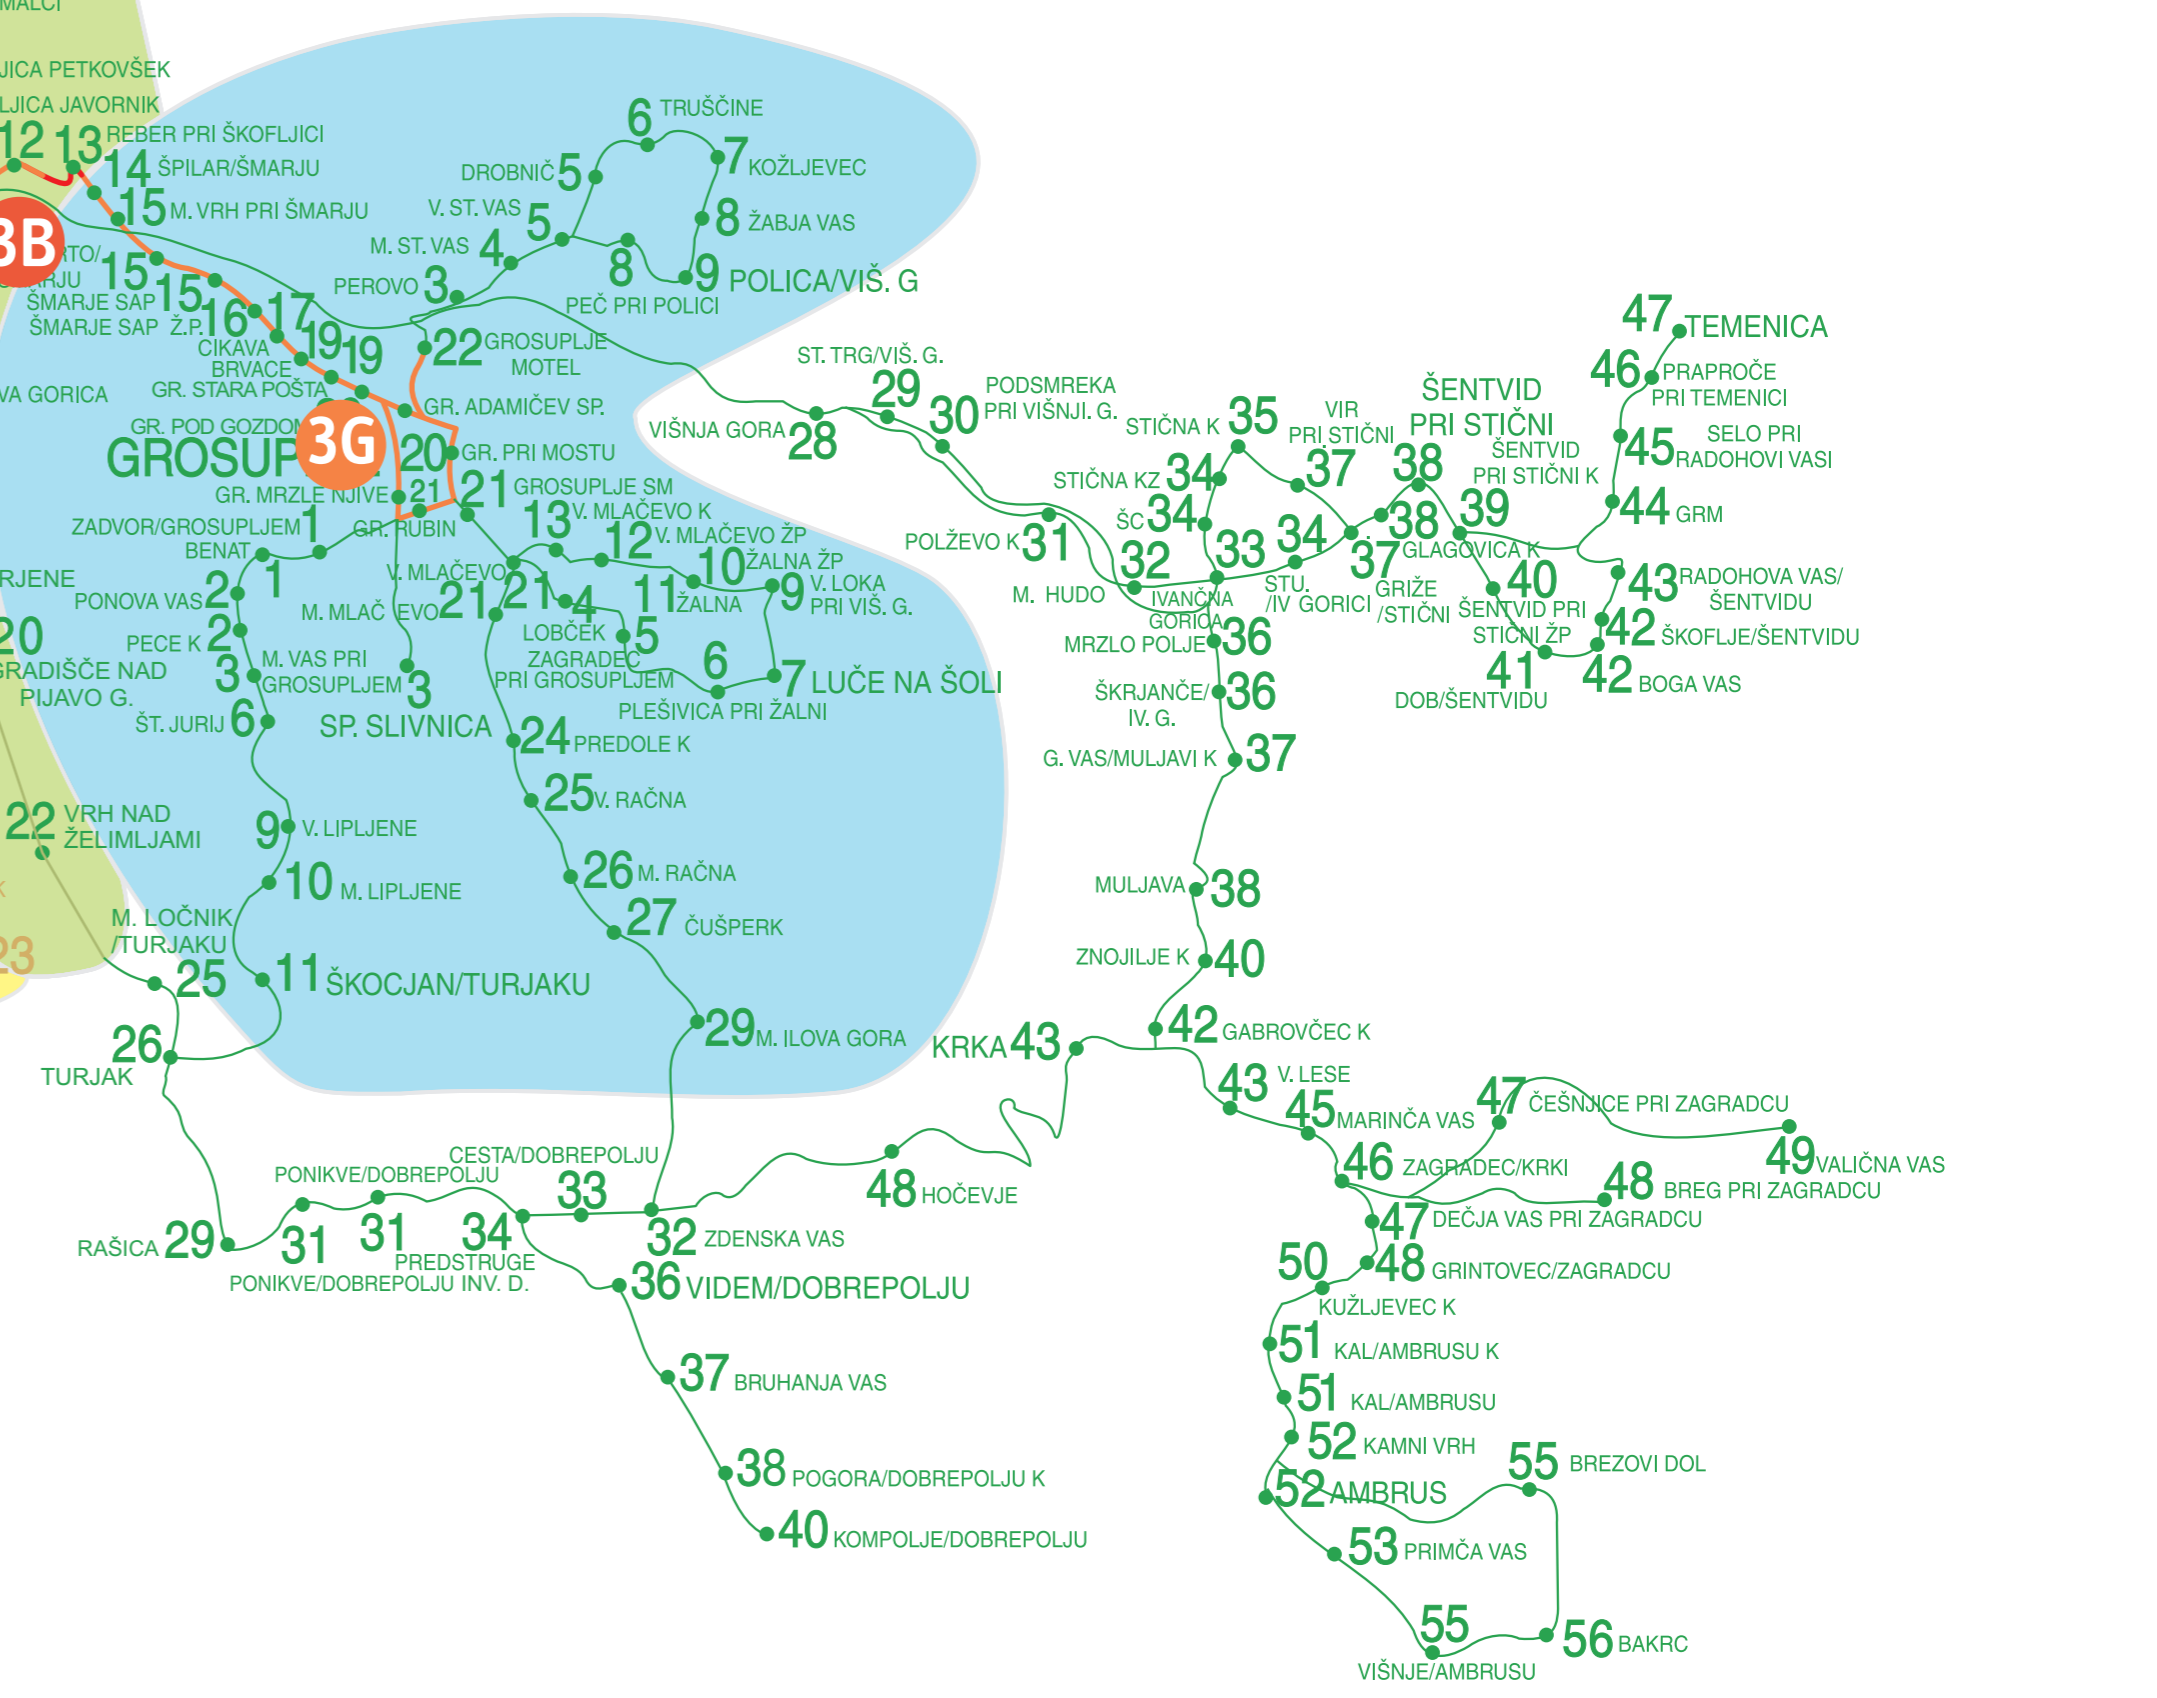 MALCI
JICA PETKOVŠEK
LJICA JAVORNIK
12
13
REBER PRI ŠKOFLJICI
14
ŠPILAR/ŠMARJU
15
M. VRH PRI ŠMARJU
3B
RTO/
15
ŠMARJE SAP
15
ŠMARJE SAP Ž.P.
16
17
CIKAVA
19
BRVACE
19
GR. STARA POŠTA
VA GORICA
GR. POD GOZDOM
3G
GR. ADAMIČEV SP.
20
GR. PRI MOSTU
GR. MRZLE NJIVE
21
GR. RUBIN
21
GROSUPLJE SM
22
GROSUPLJE
MOTEL
PEROVO
3
M. ST. VAS
4
V. ST. VAS
5
DROBNIČ
5
6
TRUŠČINE
7
KOŽLJEVEC
8
ŽABJA VAS
8
PEČ PRI POLICI
9
POLICA/VIŠ. G
ZADVOR/GROSUPLJEM
1
BENAT
1
PONOVA VAS
2
PECE K
2
3
M. VAS PRI
GROSUPLJEM
ŠT. JURIJ
6
9
V. LIPLJENE
10
M. LIPLJENE
11
ŠKOCJAN/TURJAKU
3
SP. SLIVNICA
RJENE
20
GRADIŠČE NAD
PIJAVO G.
22
VRH NAD
ŽELIMLJAMI
K
23
M. LOČNIK
/TURJAKU
25
26
TURJAK
V. MLAČEVO
21
M. MLAČ EVO
21
13
V. MLAČEVO K
12
V. MLAČEVO ŽP
11
ŽALNA
10
ŽALNA ŽP
9
V. LOKA
PRI VIŠ. G.
4
LOBČEK
5
ZAGRADEC
PRI GROSUPLJEM
6
PLEŠIVICA PRI ŽALNI
7
LUČE NA ŠOLI
24
PREDOLE K
25
V. RAČNA
26
M. RAČNA
27
ČUŠPERK
29
M. ILOVA GORA
RAŠICA
29
31
PONIKVE/DOBREPOLJU INV. D.
PONIKVE/DOBREPOLJU
31
34
PREDSTRUGE
CESTA/DOBREPOLJU
33
32
ZDENSKA VAS
36
VIDEM/DOBREPOLJU
37
BRUHANJA VAS
38
POGORA/DOBREPOLJU K
40
KOMPOLJE/DOBREPOLJU
48
HOČEVJE
KRKA
43
VIŠNJA GORA
28
ST. TRG/VIŠ. G.
29
30
PODSMREKA
PRI VIŠNJI. G.
POLŽEVO K
31
M. HUDO
32
33
IVANČNA
GORICA
ŠC
34
STIČNA KZ
34
STIČNA K
35
VIR
PRI STIČNI
37
34
STU.
/IV GORICI
37
GRIŽE
/STIČNI
38
GLAGOVICA K
ŠENTVID
PRI STIČNI
38
ŠENTVID
PRI STIČNI K
39
40
ŠENTVID PRI
STIČNI ŽP
41
DOB/ŠENTVIDU
42
BOGA VAS
42
ŠKOFLJE/ŠENTVIDU
43
RADOHOVA VAS/
ŠENTVIDU
44
GRM
45
SELO PRI
RADOHOVI VASI
46
PRAPROČE
PRI TEMENICI
47
TEMENICA
MRZLO POLJE
36
ŠKRJANČE/
IV. G.
36
G. VAS/MULJAVI K
37
MULJAVA
38
ZNOJILJE K
40
42
GABROVČEC K
43
V. LESE
45
MARINČA VAS
46
ZAGRADEC/KRKI
47
ČEŠNJICE PRI ZAGRADCU
49
VALIČNA VAS
48
BREG PRI ZAGRADCU
47
DEČJA VAS PRI ZAGRADCU
48
GRINTOVEC/ZAGRADCU
50
KUŽLJEVEC K
51
KAL/AMBRUSU K
51
KAL/AMBRUSU
52
KAMNI VRH
52
AMBRUS
53
PRIMČA VAS
55
VIŠNJE/AMBRUSU
56
BAKRC
55
BREZOVI DOL